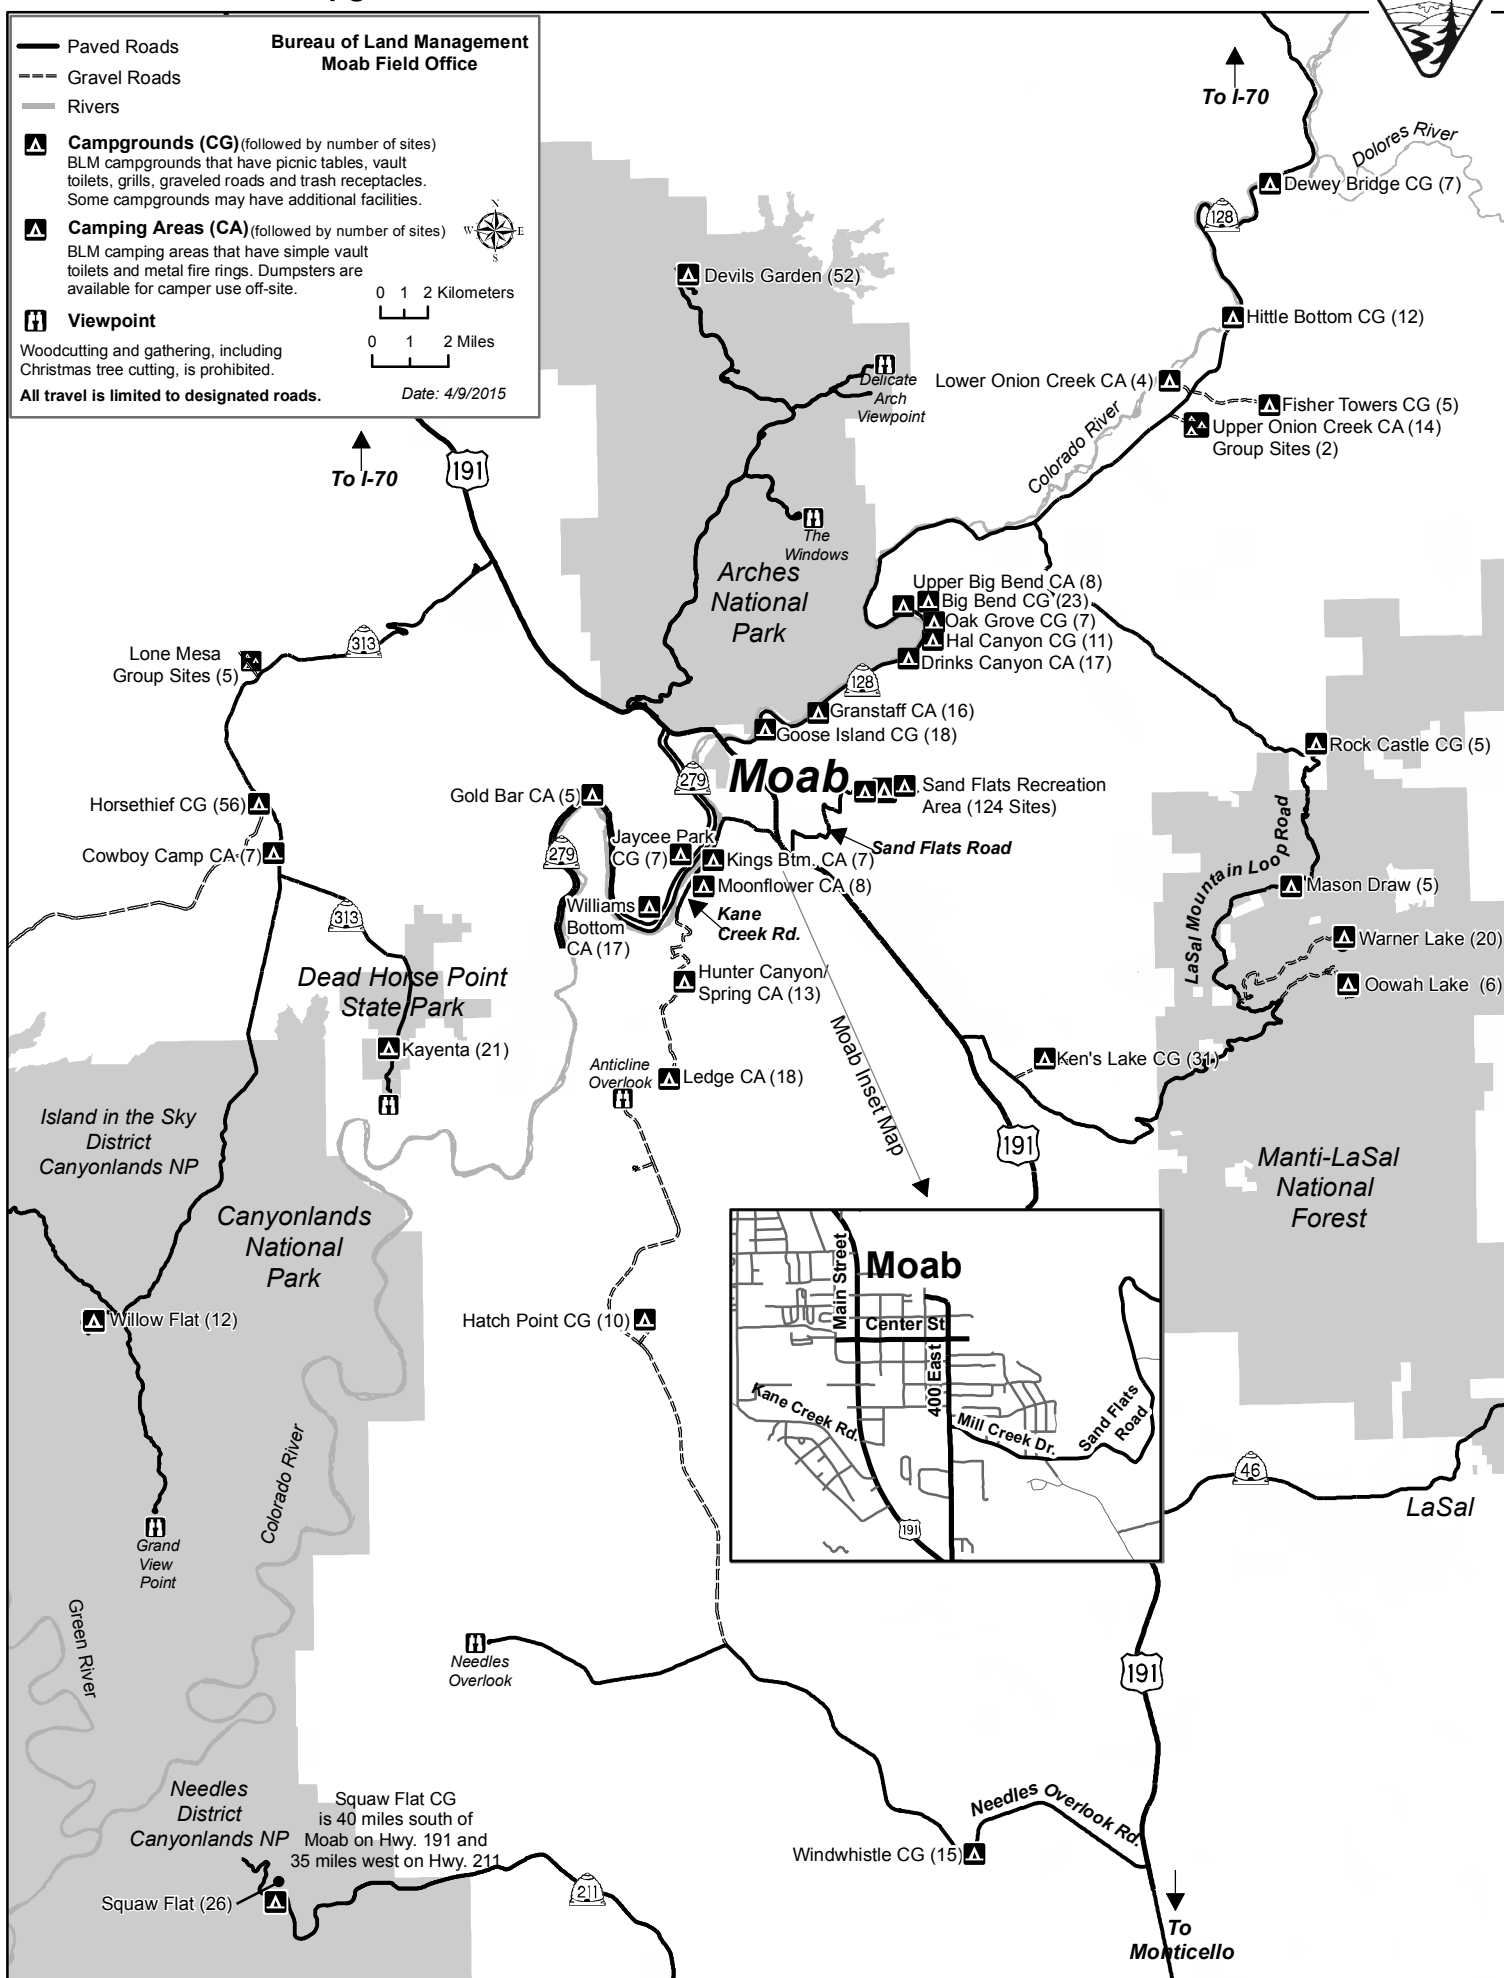 Paved Roads
Gravel Roads
Rivers
Bureau of Land Management
Moab Field Office
Campgrounds (CG) (followed by number of sites)
BLM campgrounds that have picnic tables, vault
toilets, grills, graveled roads and trash receptacles.
Some campgrounds may have additional facilities.
Camping Areas (CA) (followed by number of sites)
BLM camping areas that have simple vault
toilets and metal fire rings. Dumpsters are
available for camper use off-site.
N
W E
S
0 1 2 Kilometers
Viewpoint
0 1 2 Miles
Woodcutting and gathering, including
Christmas tree cutting, is prohibited.
All travel is limited to designated roads.
Date: 4/9/2015
To I-70
Dolores River
Dewey Bridge CG (7)
128
Devils Garden (52)
Hittle Bottom CG (12)
Delicate
Arch
Viewpoint
Lower Onion Creek CA (4)
Fisher Towers CG (5)
Upper Onion Creek CA (14)
Group Sites (2)
Colorado River
To I-70
191
The
Windows
Arches
National
Park
Upper Big Bend CA (8)
Big Bend CG (23)
Oak Grove CG (7)
Hal Canyon CG (11)
Drinks Canyon CA (17)
313
Lone Mesa
Group Sites (5)
128
Granstaff CA (16)
Goose Island CG (18)
Rock Castle CG (5)
Moab
279
Sand Flats Recreation
Area (124 Sites)
Sand Flats Road
Horsethief CG (56)
Gold Bar CA (5)
Cowboy Camp CA (7)
279
Jaycee Park
CG (7)
Kings Btm. CA (7)
Moonflower CA (8)
Williams
Bottom
CA (17)
Kane
Creek Rd.
LaSal Mountain Loop Road
Mason Draw (5)
Warner Lake (20)
Oowah Lake (6)
313
Dead Horse Point
State Park
Hunter Canyon/
Spring CA (13)
Kayenta (21)
Anticline
Overlook
Ledge CA (18)
Moab Inset Map
Ken's Lake CG (31)
191
Island in the Sky
District
Canyonlands NP
Manti-LaSal
National
Forest
Canyonlands
National
Park
Willow Flat (12)
Hatch Point CG (10)
Moab
Main Street
Center St
400 East
Kane Creek Rd.
Mill Creek Dr.
Sand Flats
Road
191
46
LaSal
Colorado River
Grand
View
Point
Green River
Needles
Overlook
191
Needles
District
Canyonlands NP
Squaw Flat CG
is 40 miles south of
Moab on Hwy. 191 and
35 miles west on Hwy. 211
Needles Overlook Rd.
Windwhistle CG (15)
Squaw Flat (26)
211
To
Monticello